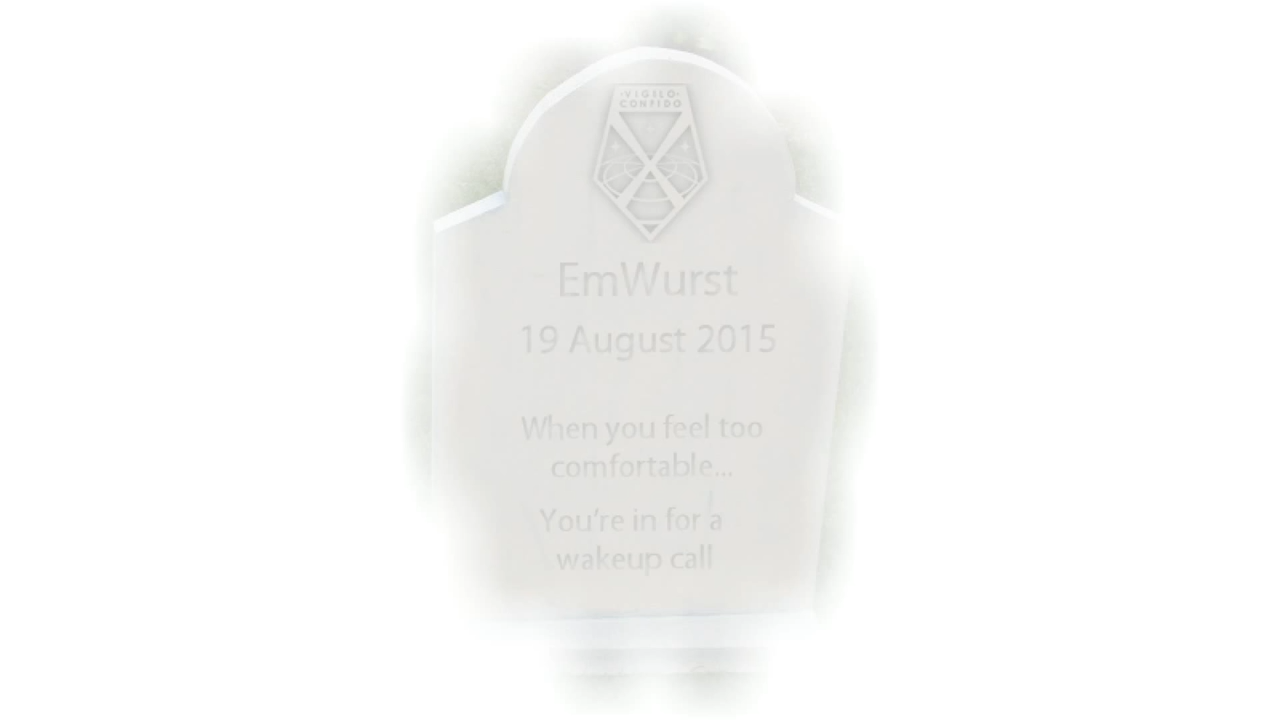 ·VIGILO·
CONFIDO
EmWurst
19 August 2015
When you feel too
comfortable...
You're in for a
wakeup call